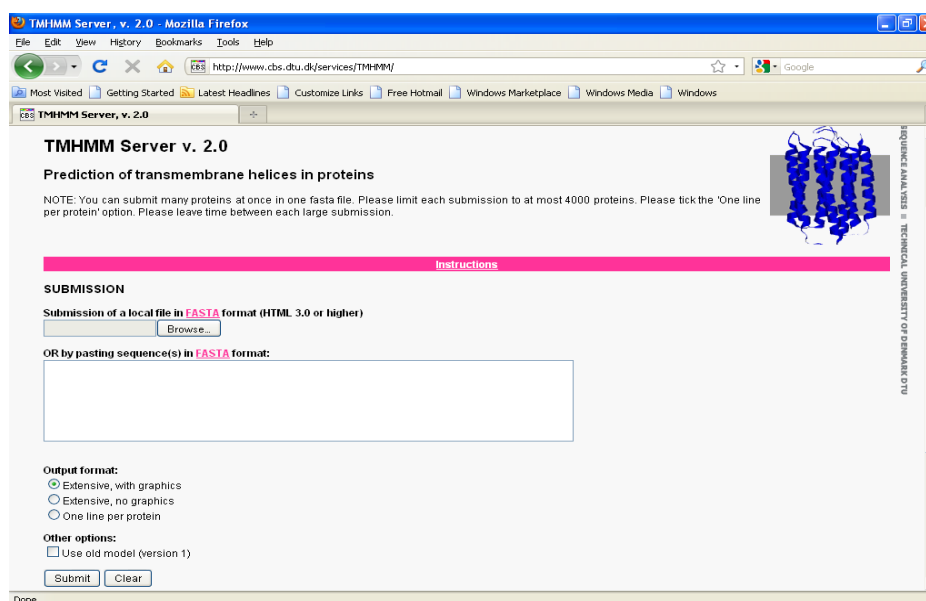 TMHMM Server, v. 2.0 - Mozilla Firefox
File Edit View History Bookmarks Tools Help
CBS http://www.cbs.dtu.dk/services/TMHMM/ Google
Most Visited Getting Started Latest Headlines Customize Links Free Hotmail Windows Marketplace Windows Media Windows
CBS TMHMM Server, v. 2.0
TMHMM Server v. 2.0
Prediction of transmembrane helices in proteins
NOTE: You can submit many proteins at once in one fasta file. Please limit each submission to at most 4000 proteins. Please tick the 'One line
per protein' option. Please leave time between each large submission.
SEQUENCE ANALYSIS = TECHNICAL UNIVERSITY OF DENMARK DTU
Instructions
SUBMISSION
Submission of a local file in FASTA format (HTML 3.0 or higher)
Browse...
OR by pasting sequence(s) in FASTA format:
Output format:
Extensive, with graphics
Extensive, no graphics
One line per protein
Other options:
Use old model (version 1)
Submit Clear
Done